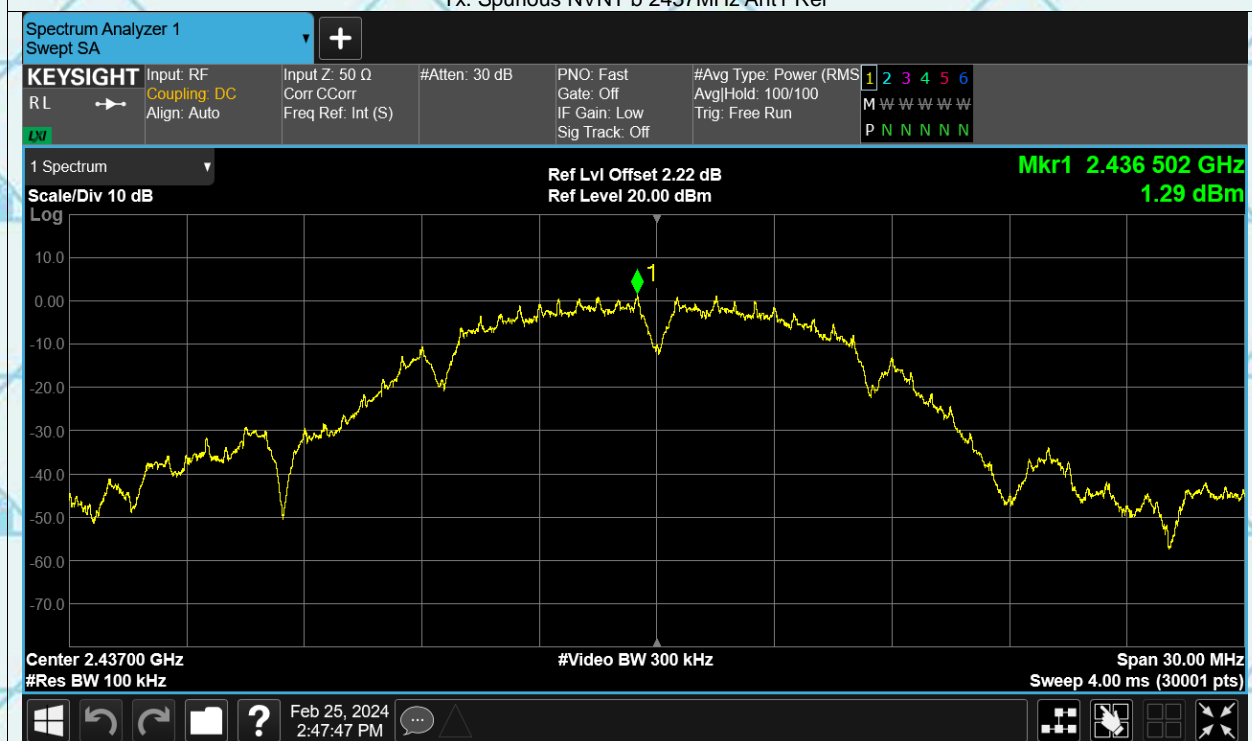 Tx. Spurious NVNT b 2437MHz Ant1 Ref
Spectrum Analyzer 1
Swept SA
+
KEYSIGHT
R L
LXI
Input: RF
Coupling: DC
Align: Auto
Input Z: 50 Ω
Corr CCorr
Freq Ref: Int (S)
#Atten: 30 dB
PNO: Fast
Gate: Off
IF Gain: Low
Sig Track: Off
#Avg Type: Power (RMS
Avg|Hold: 100/100
Trig: Free Run
1 2 3 4 5 6
M W W W W W
P N N N N N
1 Spectrum
Scale/Div 10 dB
Ref Lvl Offset 2.22 dB
Ref Level 20.00 dBm
Mkr1 2.436 502 GHz
1.29 dBm
Log
10.0
0.00
-10.0
-20.0
-30.0
-40.0
-50.0
-60.0
-70.0
1
Center 2.43700 GHz
#Res BW 100 kHz
#Video BW 300 kHz
Span 30.00 MHz
Sweep 4.00 ms (30001 pts)
?
Feb 25, 2024
2:47:47 PM